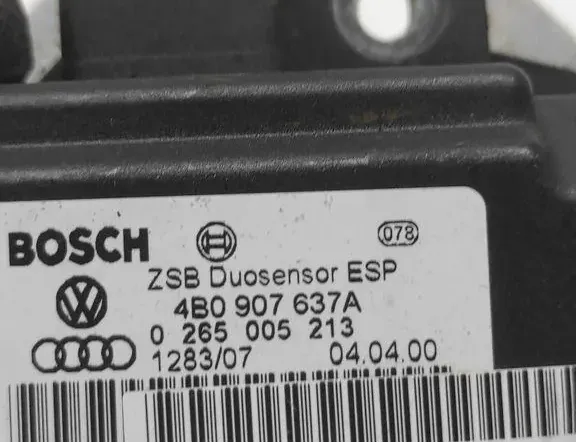 BOSCH 078
ZSB Duosensor ESP
4B0 907 637A
0 265 005 213
1283/07 04.04.00